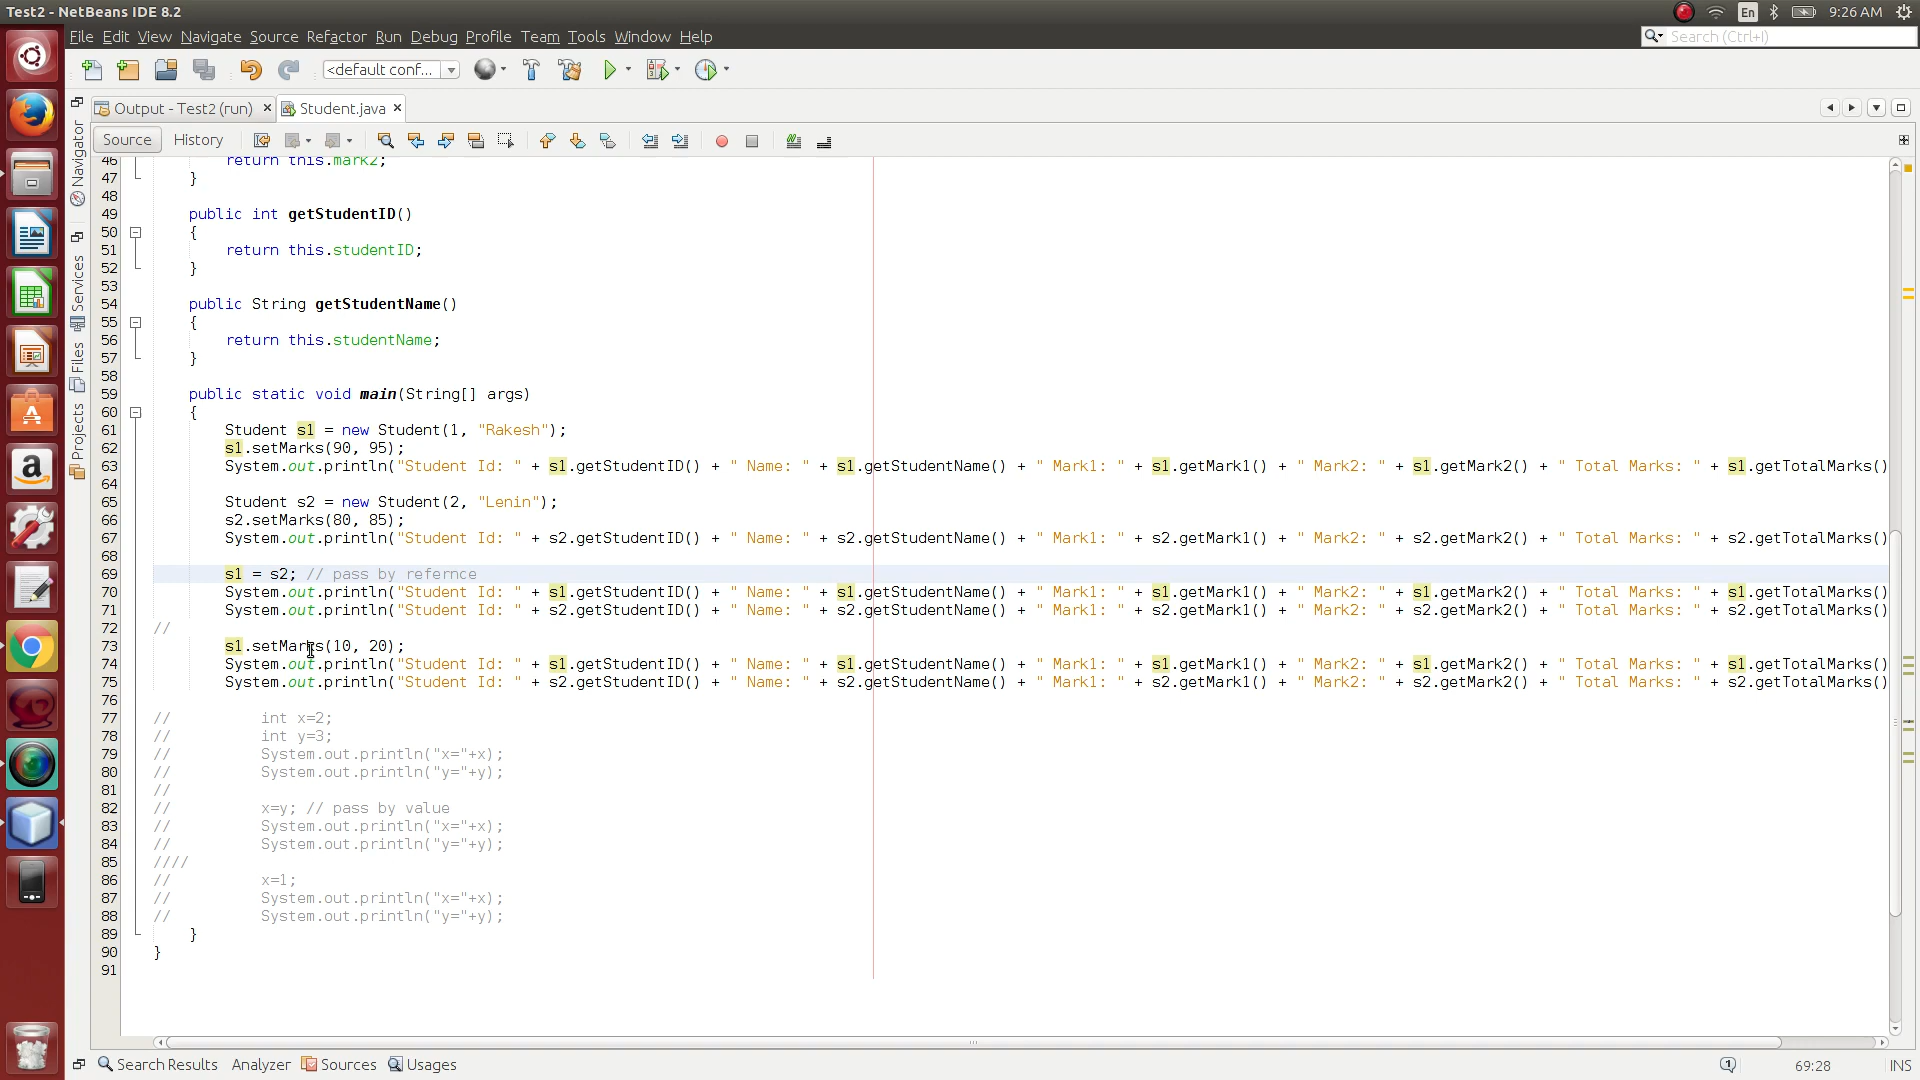 Test2 - NetBeans IDE 8.2
En
9:26 AM
File Edit View Navigate Source Refactor Run Debug Profile Team Tools Window Help
Search (Ctrl+I)
<default conf...
Output - Test2 (run) × Student.java ×
Source History
Navigator
Services
Files
Projects
46 return this.mark2;
47 }
48
49 public int getStudentID()
50 {
51 return this.studentID;
52 }
53
54 public String getStudentName()
55 {
56 return this.studentName;
57 }
58
59 public static void main(String[] args)
60 {
61 Student s1 = new Student(1, "Rakesh");
62 s1.setMarks(90, 95);
63 System.out.println("Student Id: " + s1.getStudentID() + " Name: " + s1.getStudentName() + " Mark1: " + s1.getMark1() + " Mark2: " + s1.getMark2() + " Total Marks: " + s1.getTotalMarks()
64
65 Student s2 = new Student(2, "Lenin");
66 s2.setMarks(80, 85);
67 System.out.println("Student Id: " + s2.getStudentID() + " Name: " + s2.getStudentName() + " Mark1: " + s2.getMark1() + " Mark2: " + s2.getMark2() + " Total Marks: " + s2.getTotalMarks()
68
69 s1 = s2; // pass by refernce
70 System.out.println("Student Id: " + s1.getStudentID() + " Name: " + s1.getStudentName() + " Mark1: " + s1.getMark1() + " Mark2: " + s1.getMark2() + " Total Marks: " + s1.getTotalMarks()
71 System.out.println("Student Id: " + s2.getStudentID() + " Name: " + s2.getStudentName() + " Mark1: " + s2.getMark1() + " Mark2: " + s2.getMark2() + " Total Marks: " + s2.getTotalMarks()
72 //
73 s1.setMarks(10, 20);
74 System.out.println("Student Id: " + s1.getStudentID() + " Name: " + s1.getStudentName() + " Mark1: " + s1.getMark1() + " Mark2: " + s1.getMark2() + " Total Marks: " + s1.getTotalMarks()
75 System.out.println("Student Id: " + s2.getStudentID() + " Name: " + s2.getStudentName() + " Mark1: " + s2.getMark1() + " Mark2: " + s2.getMark2() + " Total Marks: " + s2.getTotalMarks()
76
77 // int x=2;
78 // int y=3;
79 // System.out.println("x="+x);
80 // System.out.println("y="+y);
81 //
82 // x=y; // pass by value
83 // System.out.println("x="+x);
84 // System.out.println("y="+y);
85 ////
86 // x=1;
87 // System.out.println("x="+x);
88 // System.out.println("y="+y);
89 }
90 }
91
Search Results Analyzer Sources Usages
69:28 INS